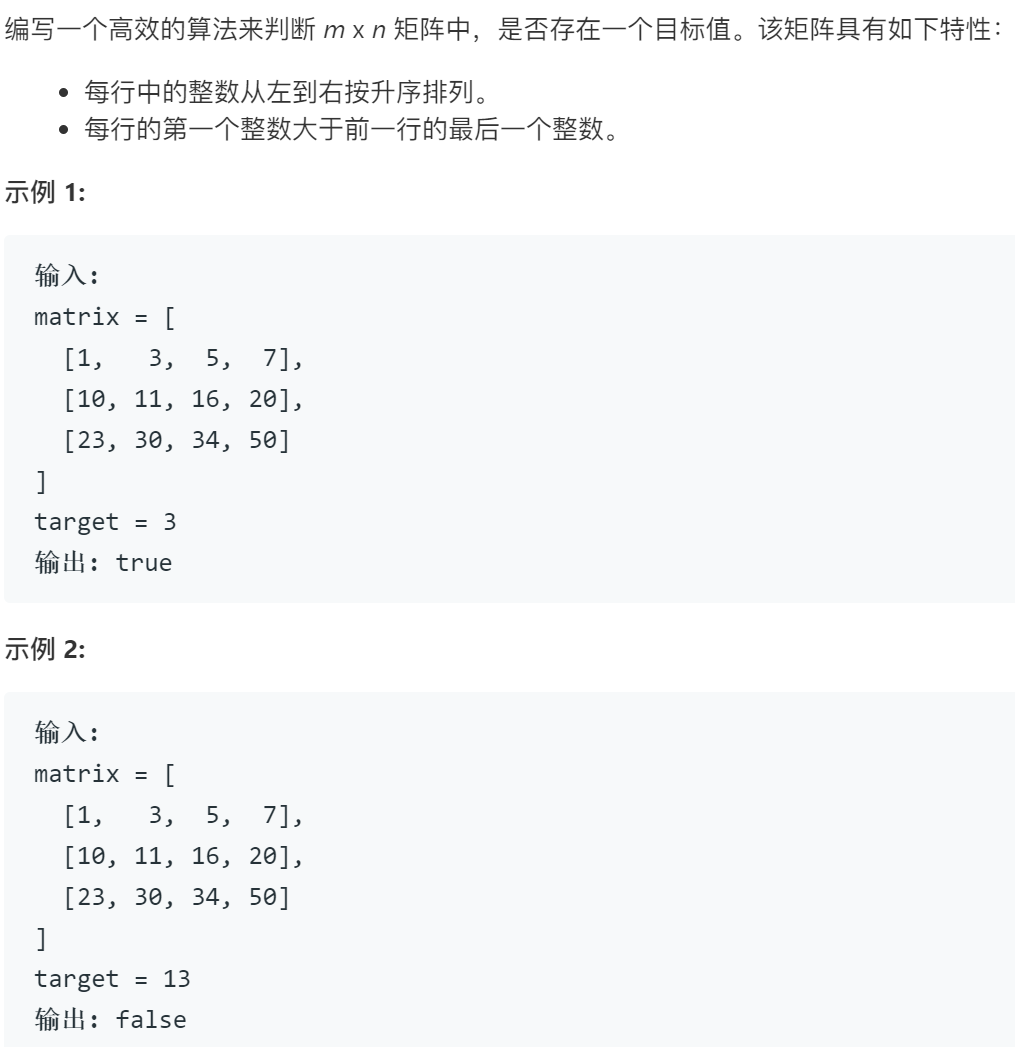 编写一个高效的算法来判断 m x n 矩阵中，是否存在一个目标值。该矩阵具有如下特性：
• 每行中的整数从左到右按升序排列。
• 每行的第一个整数大于前一行的最后一个整数。
示例 1:
输入:
matrix = [
  [1,   3,  5,  7],
  [10, 11, 16, 20],
  [23, 30, 34, 50]
]
target = 3
输出: true
示例 2:
输入:
matrix = [
  [1,   3,  5,  7],
  [10, 11, 16, 20],
  [23, 30, 34, 50]
]
target = 13
输出: false